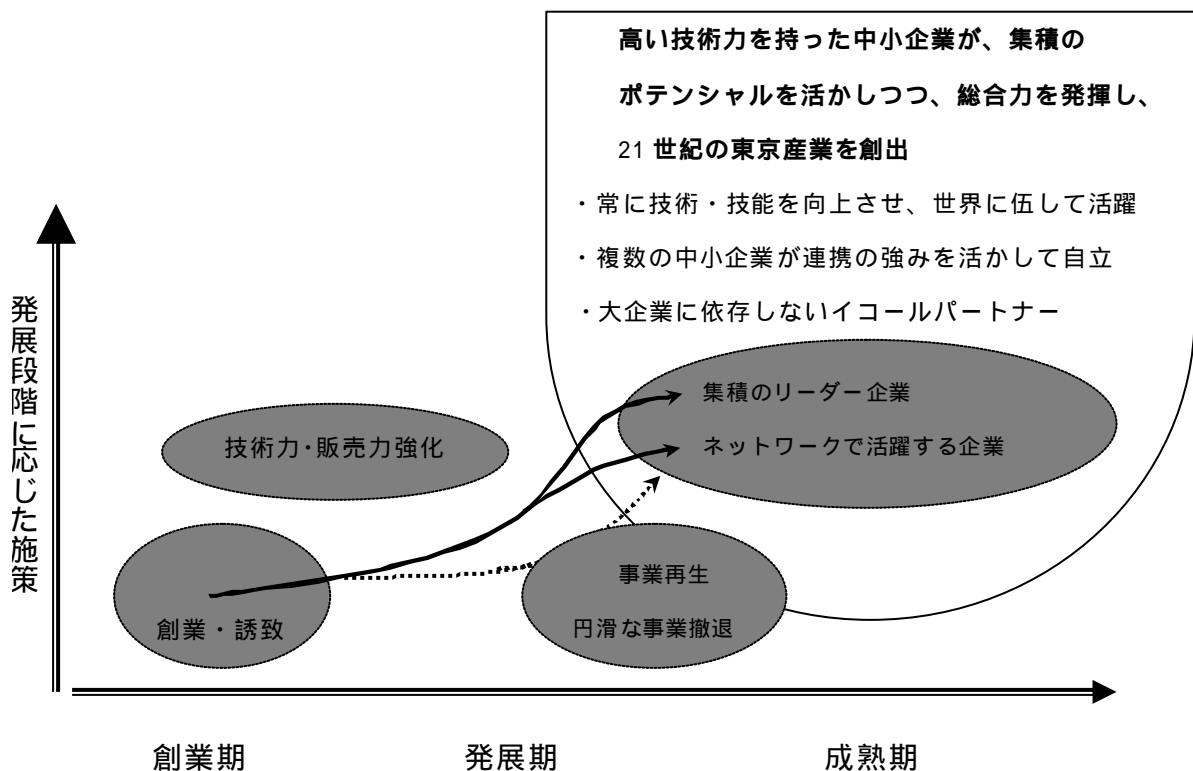 高い技術力を持った中小企業が、集積の
ポテンシャルを活かしつつ、総合力を発揮し、
21 世紀の東京産業を創出
・常に技術・技能を向上させ、世界に伍して活躍
・複数の中小企業が連携の強みを活かして自立
・大企業に依存しないイコールパートナー
発展段階に応じた施策
集積のリーダー企業
ネットワークで活躍する企業
技術力・販売力強化
創業・誘致
事業再生
円滑な事業撤退
創業期
発展期
成熟期